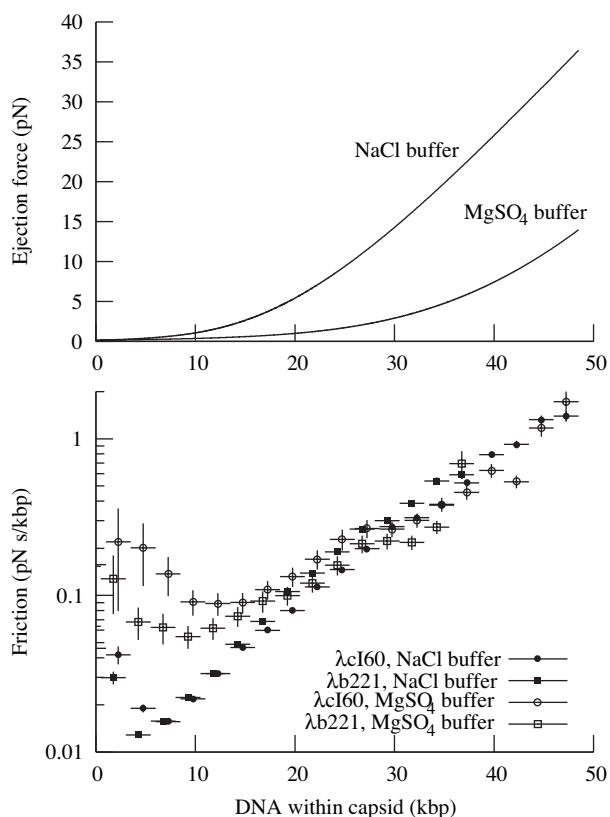 40
35
30
25
20
15
10
5
0
Ejection force (pN)
NaCl buffer
MgSO4 buffer
0 10 20 30 40 50
1
0.1
0.01
Friction (pN s/kbp)
λcI60, NaCl buffer
λb221, NaCl buffer
λcI60, MgSO4 buffer
λb221, MgSO4 buffer
0 10 20 30 40 50
DNA within capsid (kbp)